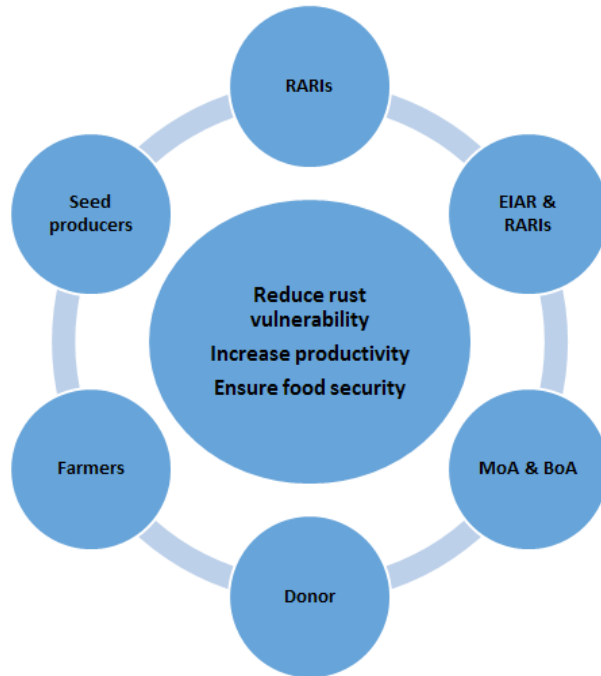 RARIs
Seed
producers
EIAR &
RARIs
Reduce rust
vulnerability
Increase productivity
Ensure food security
Farmers
MoA & BoA
Donor